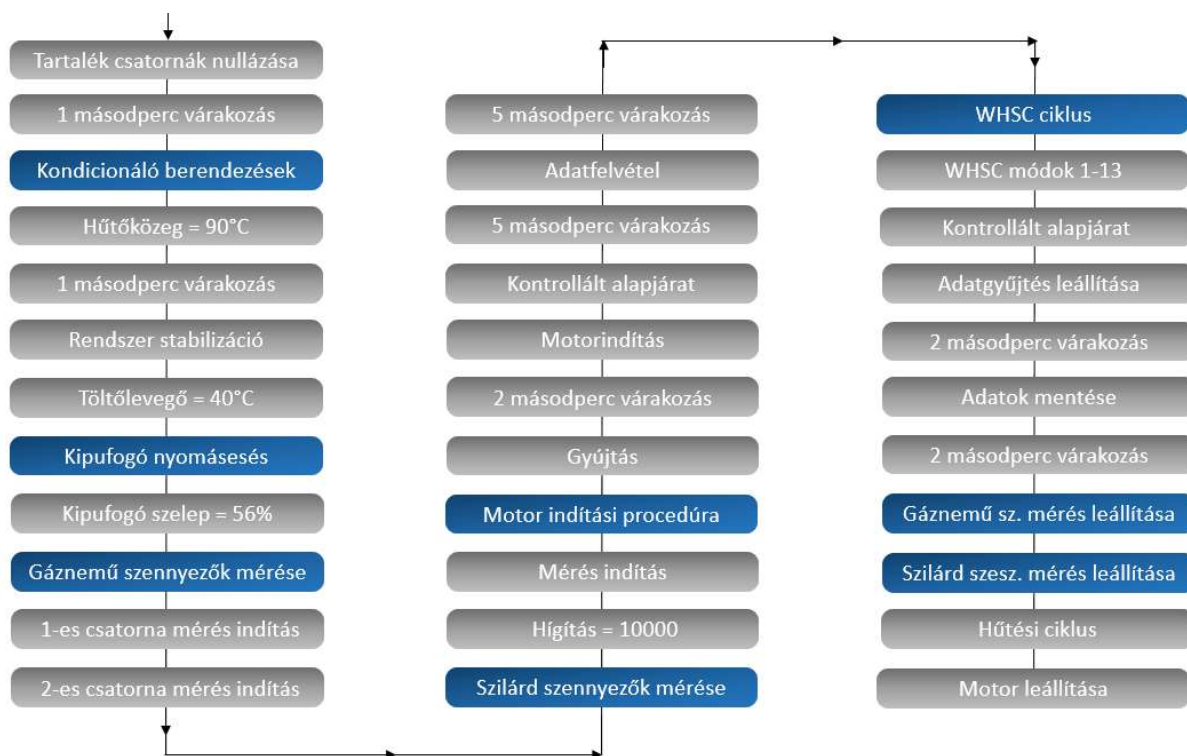 Tartalék csatornák nullázása
1 másodperc várakozás
Kondicionáló berendezések
Hűtőközeg = 90°C
1 másodperc várakozás
Rendszer stabilizáció
Töltőlevegő = 40°C
Kipufogó nyomásesés
Kipufogó szelep = 56%
Gáznemű szennyezők mérése
1-es csatorna mérés indítás
2-es csatorna mérés indítás
5 másodperc várakozás
Adatfelvétel
5 másodperc várakozás
Kontrollált alapjárat
Motorindítás
2 másodperc várakozás
Gyújtás
Motor indítási procedúra
Mérés indítás
Hígítás = 10000
Szilárd szennyezők mérése
WHSC ciklus
WHSC módok 1-13
Kontrollált alapjárat
Adatgyűjtés leállítása
2 másodperc várakozás
Adatok mentése
2 másodperc várakozás
Gáznemű sz. mérés leállítása
Szilárd szesz. mérés leállítása
Hűtési ciklus
Motor leállítása